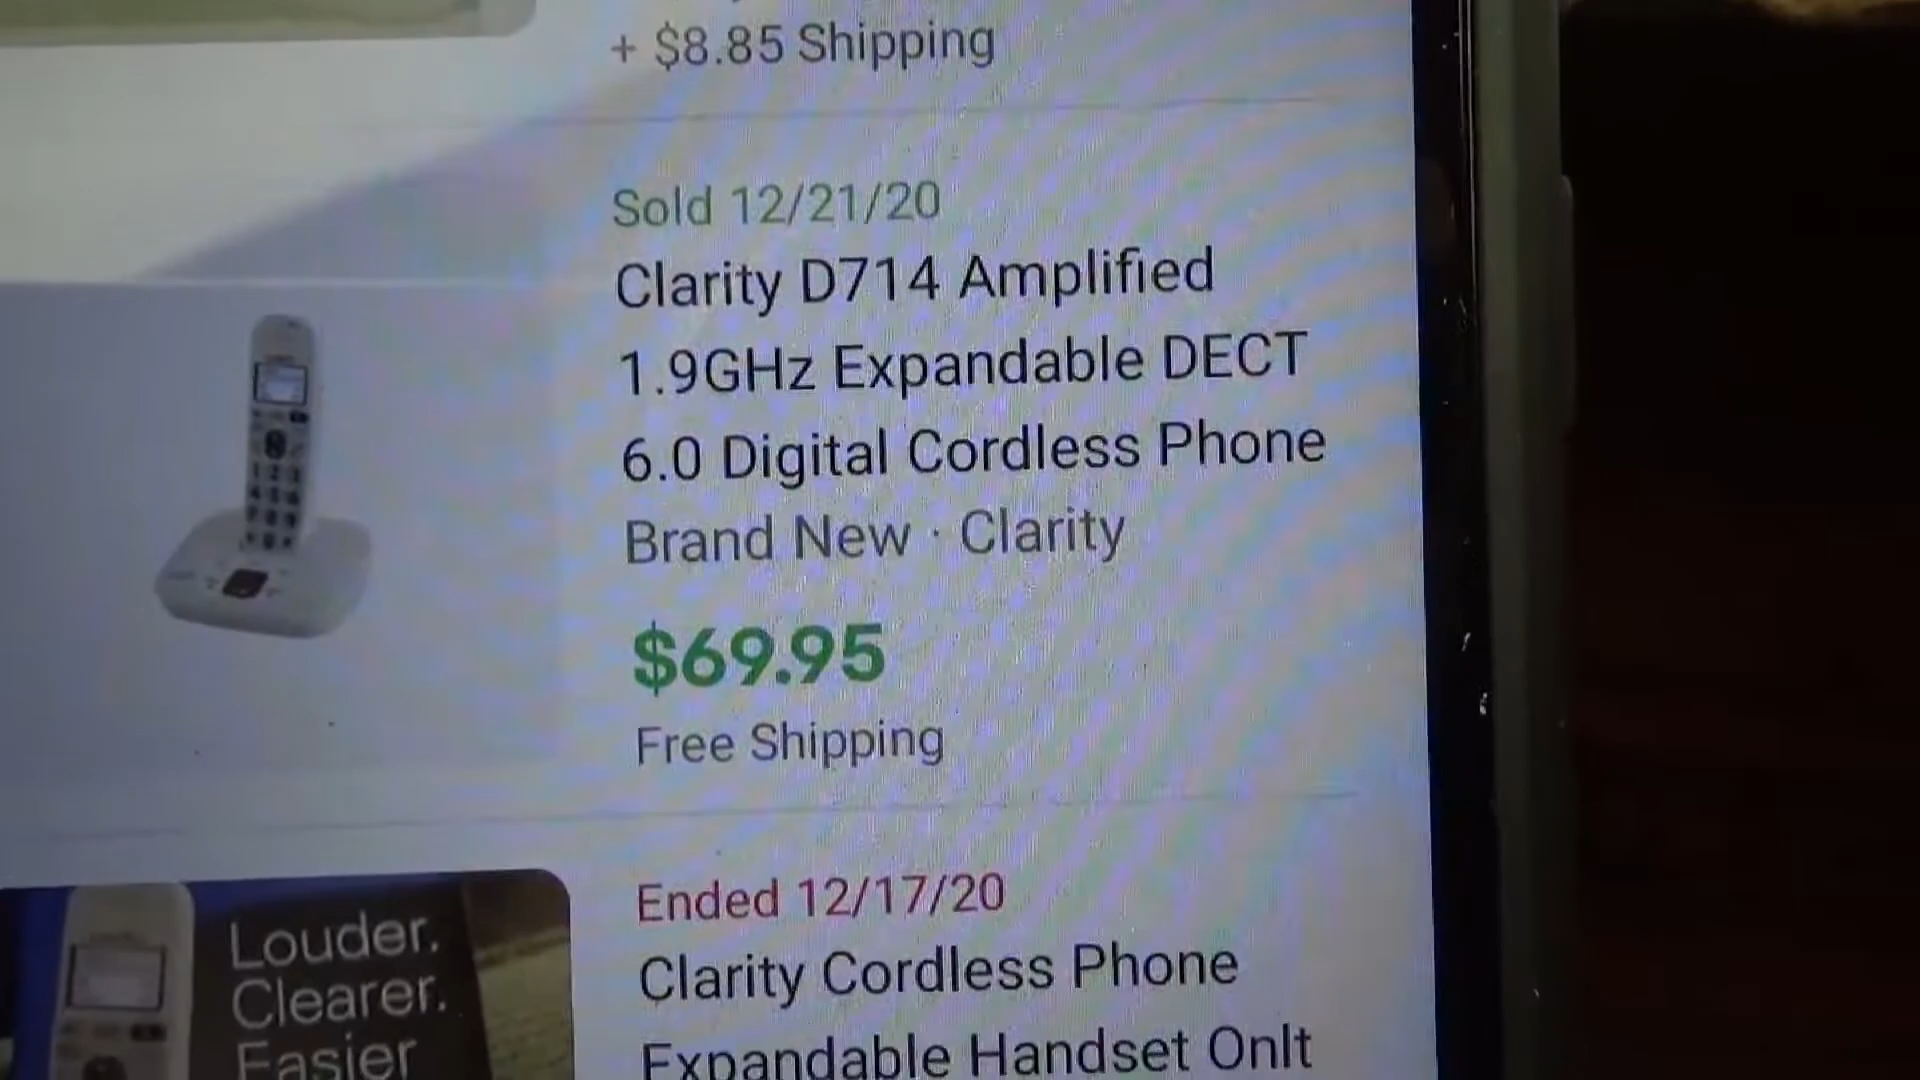 + $8.85 Shipping
Sold 12/21/20
Clarity D714 Amplified
1.9GHz Expandable DECT
6.0 Digital Cordless Phone
Brand New · Clarity
$69.95
Free Shipping
Ended 12/17/20
Clarity Cordless Phone
Expandable Handset Onlt
Louder.
Clearer.
Easier